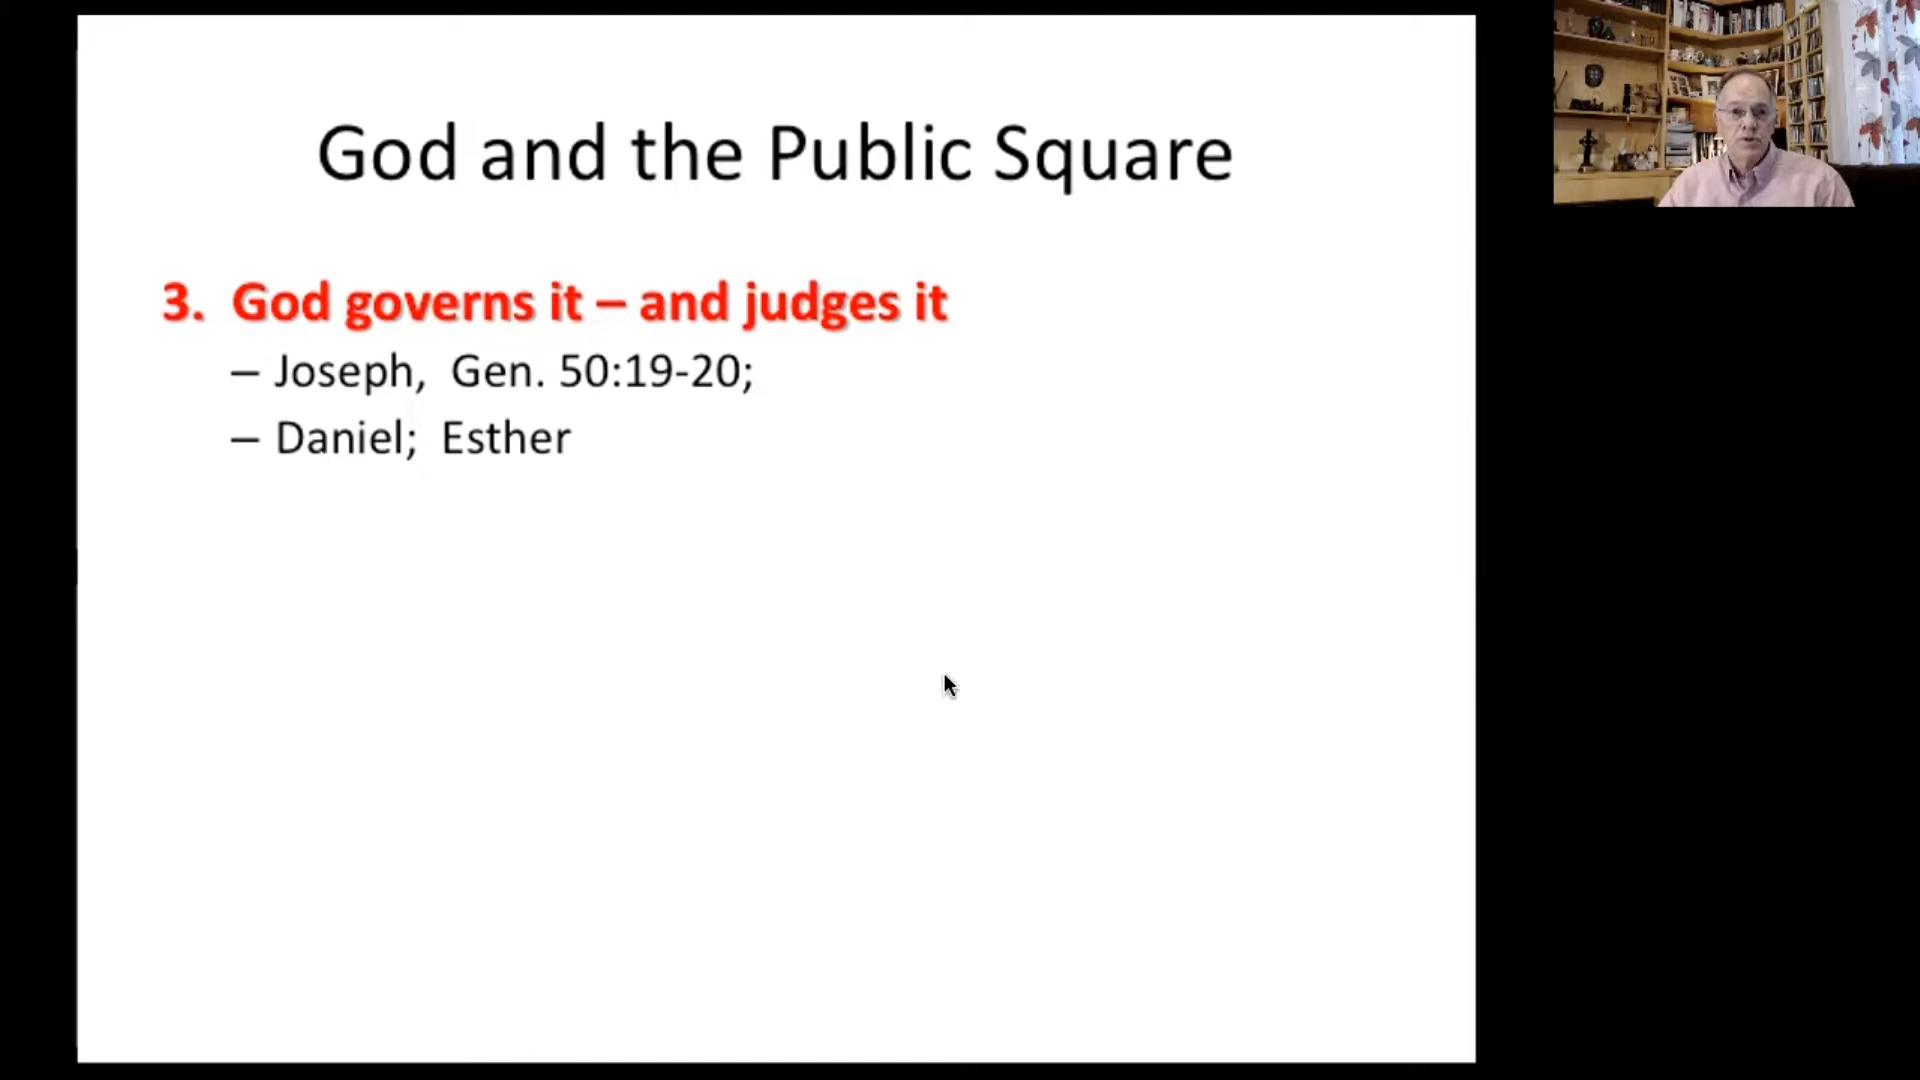 God and the Public Square
3. God governs it – and judges it
– Joseph, Gen. 50:19-20;
– Daniel; Esther